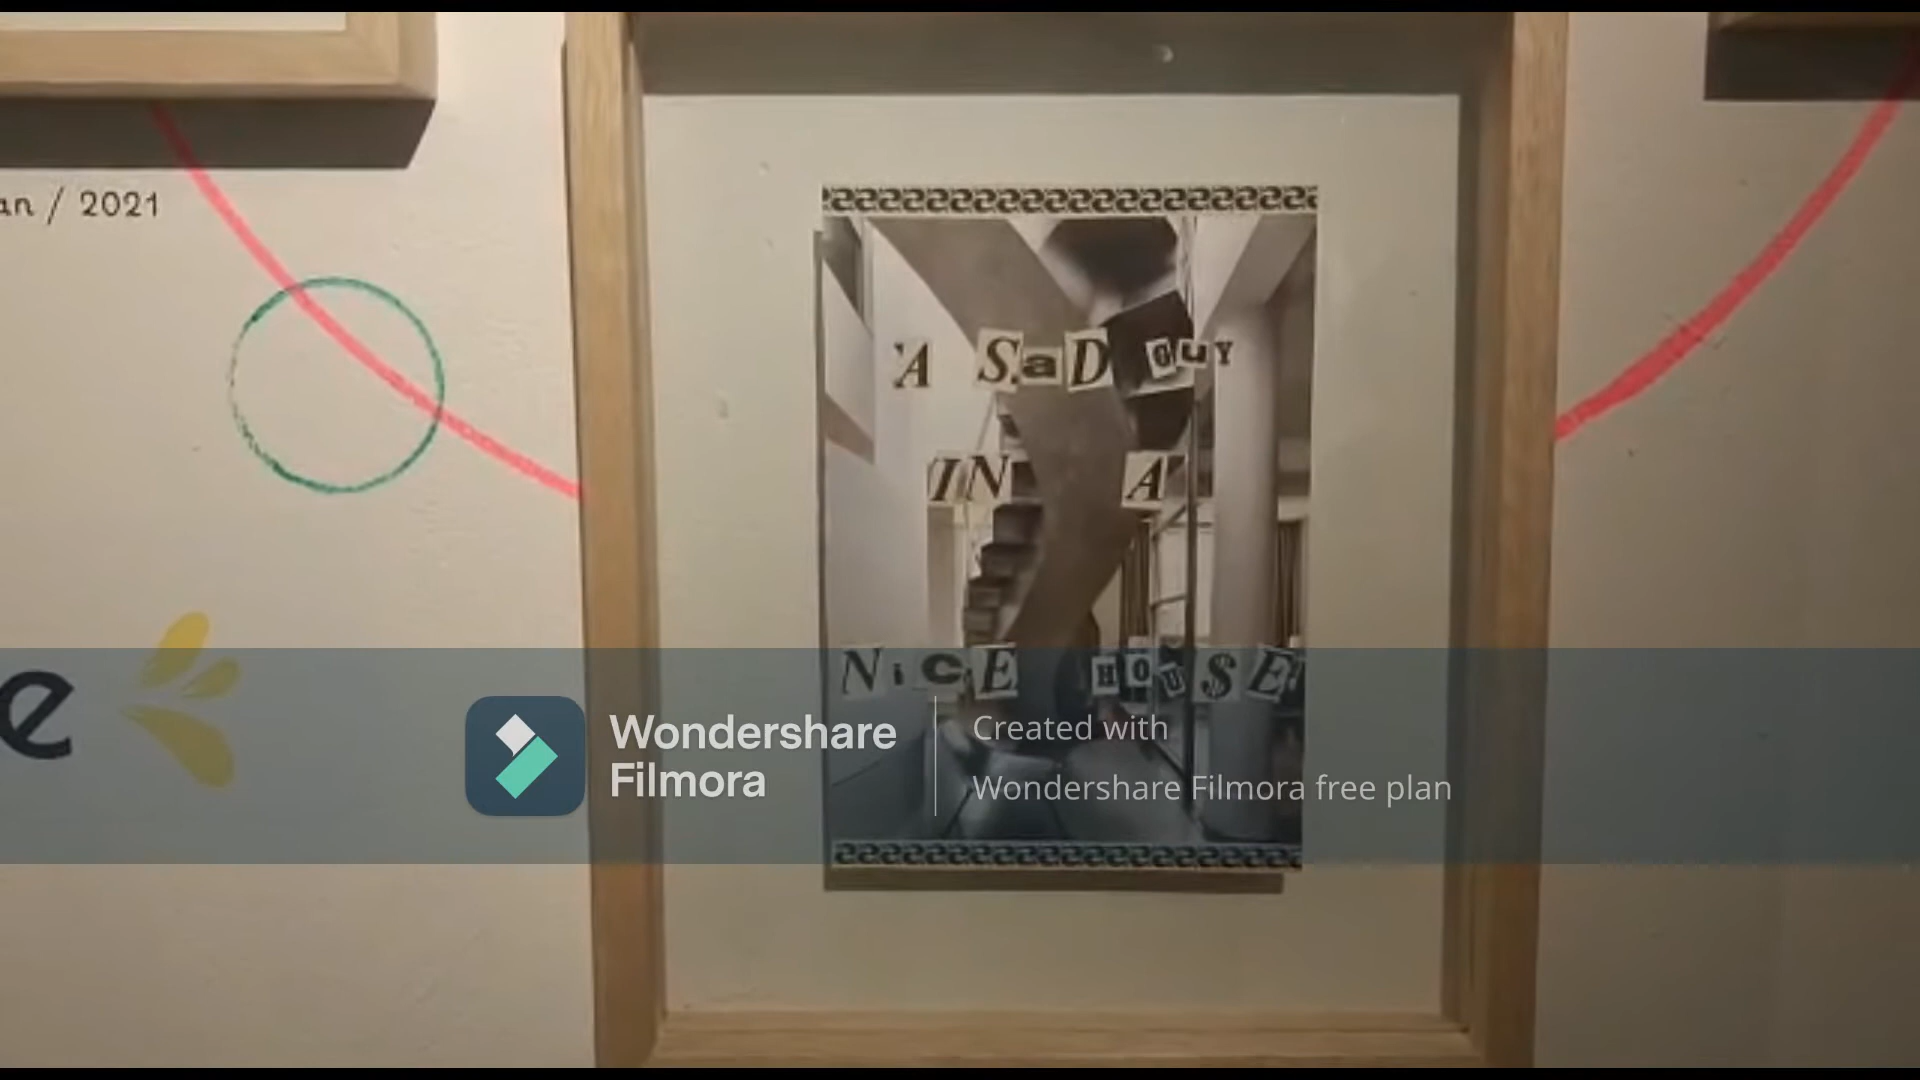 an / 2021
A SaD GuY
IN A
NiCE HOUSE
e
Wondershare
Filmora
Created with
Wondershare Filmora free plan